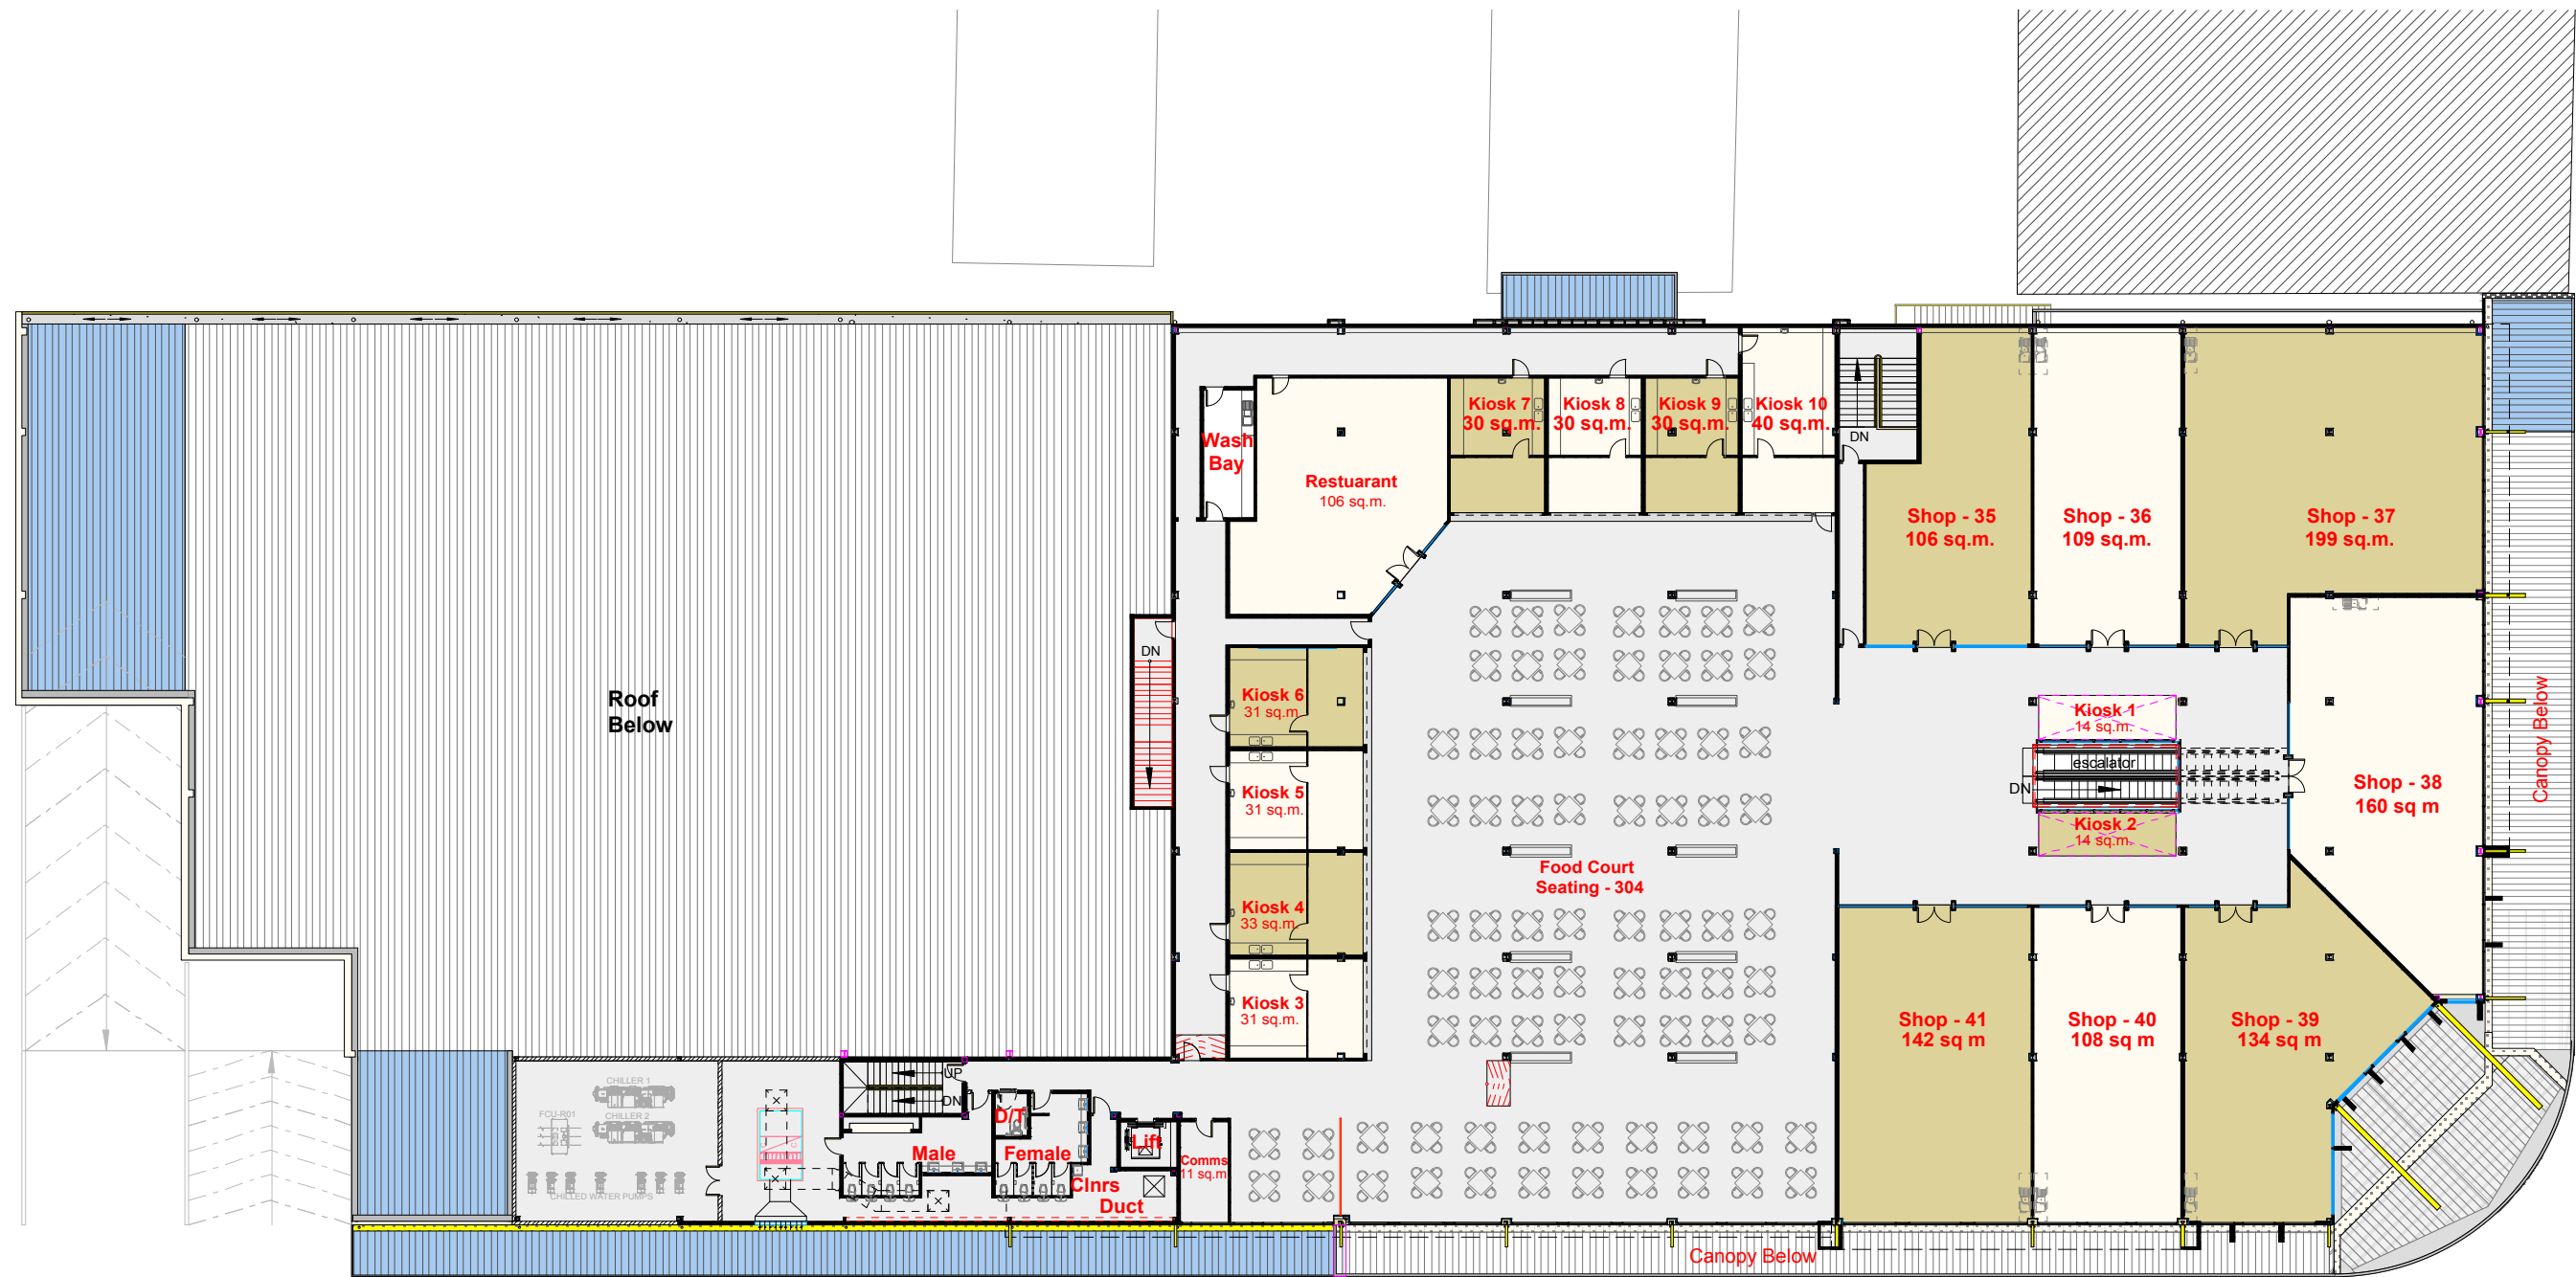 Kiosk 7
30 sq.m.
Kiosk 8
30 sq.m.
Kiosk 9
30 sq.m.
Kiosk 10
40 sq.m.
DN
Wash
Bay
Restuarant
106 sq.m.
Shop - 35
106 sq.m.
Shop - 36
109 sq.m.
Shop - 37
199 sq.m.
DN
Roof
Below
Kiosk 6
31 sq.m
Kiosk 1
14 sq.m.
escalator
DN
Kiosk 2
14 sq.m.
Shop - 38
160 sq m
Canopy Below
Kiosk 5
31 sq.m.
Food Court
Seating - 304
Kiosk 4
33 sq.m.
Kiosk 3
31 sq.m.
Shop - 41
142 sq m
Shop - 40
108 sq m
Shop - 39
134 sq m
CHILLER 1
FCU-R01
CHILLER 2
CHILLED WATER PUMPS
UP
DN
D/T
Male
Female
Lift
Comms
11 sq.m
Clnrs
Duct
Canopy Below